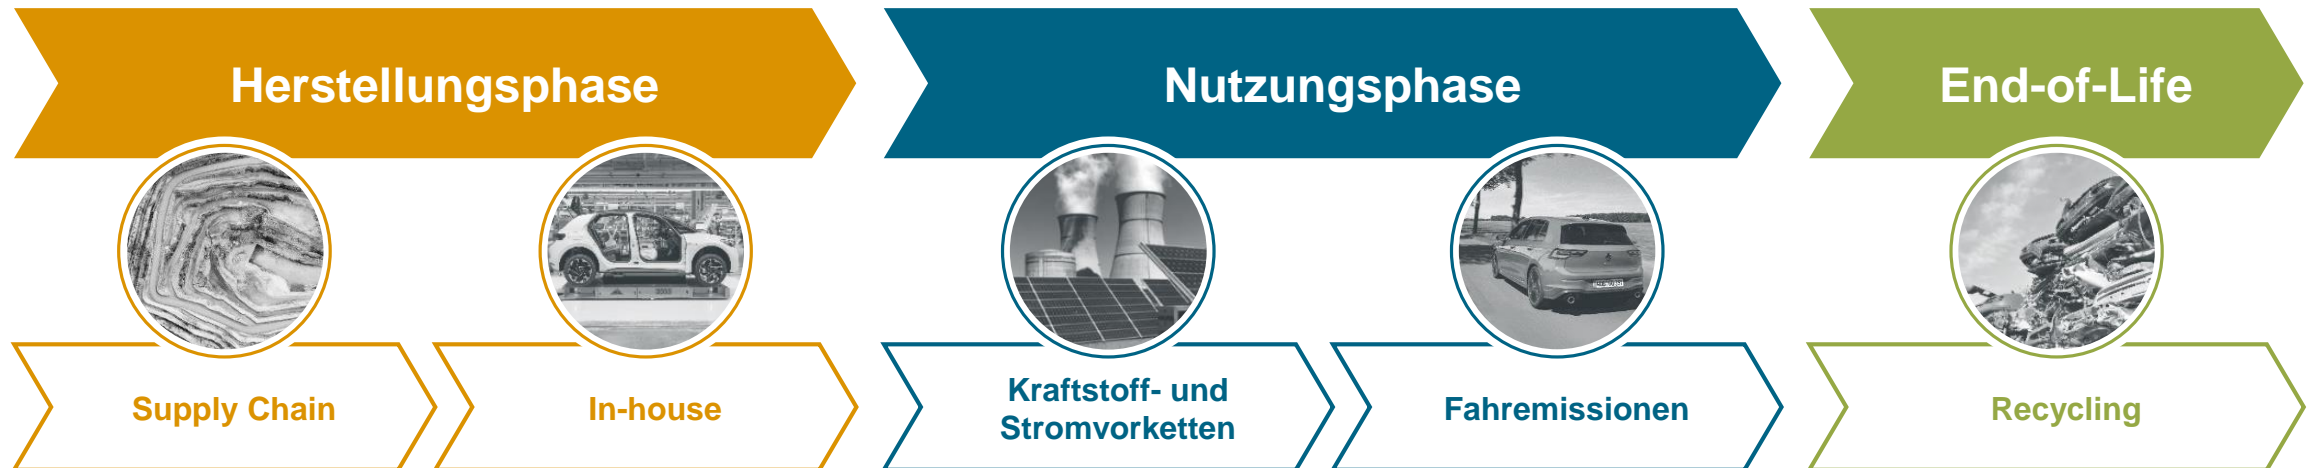 Herstellungsphase
Nutzungsphase
End-of-Life
Supply Chain
In-house
Kraftstoff- und
Stromvorketten
Fahremissionen
Recycling